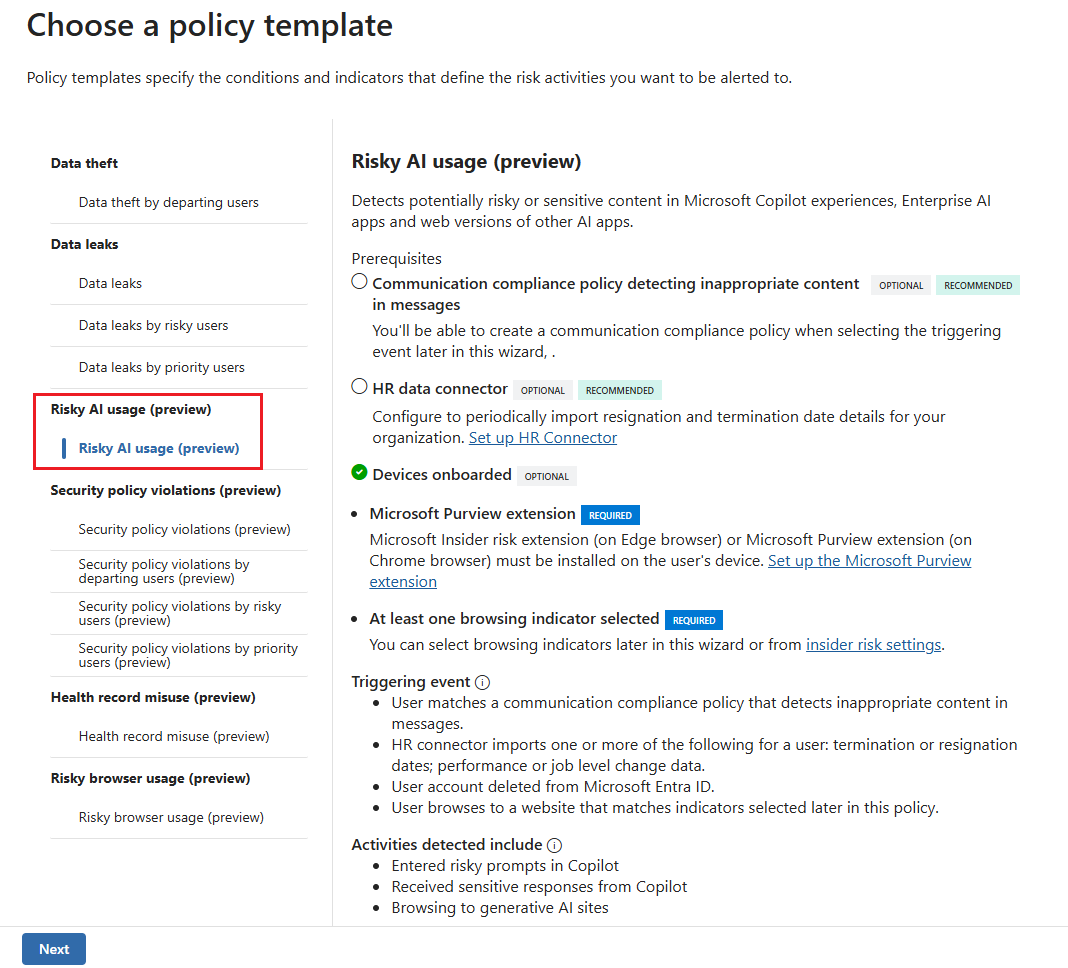 Choose a policy template
Policy templates specify the conditions and indicators that define the risk activities you want to be alerted to.
Data theft
Data theft by departing users
Data leaks
Data leaks
Data leaks by risky users
Data leaks by priority users
Risky AI usage (preview)
Risky AI usage (preview)
Security policy violations (preview)
Security policy violations (preview)
Security policy violations by
departing users (preview)
Security policy violations by risky
users (preview)
Security policy violations by priority
users (preview)
Health record misuse (preview)
Health record misuse (preview)
Risky browser usage (preview)
Risky browser usage (preview)
Risky AI usage (preview)
Detects potentially risky or sensitive content in Microsoft Copilot experiences, Enterprise AI
apps and web versions of other AI apps.
Prerequisites
Communication compliance policy detecting inappropriate content OPTIONAL RECOMMENDED
in messages
You'll be able to create a communication compliance policy when selecting the triggering
event later in this wizard, .
HR data connector OPTIONAL RECOMMENDED
Configure to periodically import resignation and termination date details for your
organization. Set up HR Connector
Devices onboarded OPTIONAL
• Microsoft Purview extension REQUIRED
Microsoft Insider risk extension (on Edge browser) or Microsoft Purview extension (on
Chrome browser) must be installed on the user's device. Set up the Microsoft Purview
extension
• At least one browsing indicator selected REQUIRED
You can select browsing indicators later in this wizard or from insider risk settings.
Triggering event
• User matches a communication compliance policy that detects inappropriate content in
messages.
• HR connector imports one or more of the following for a user: termination or resignation
dates; performance or job level change data.
• User account deleted from Microsoft Entra ID.
• User browses to a website that matches indicators selected later in this policy.
Activities detected include
• Entered risky prompts in Copilot
• Received sensitive responses from Copilot
• Browsing to generative AI sites
Next